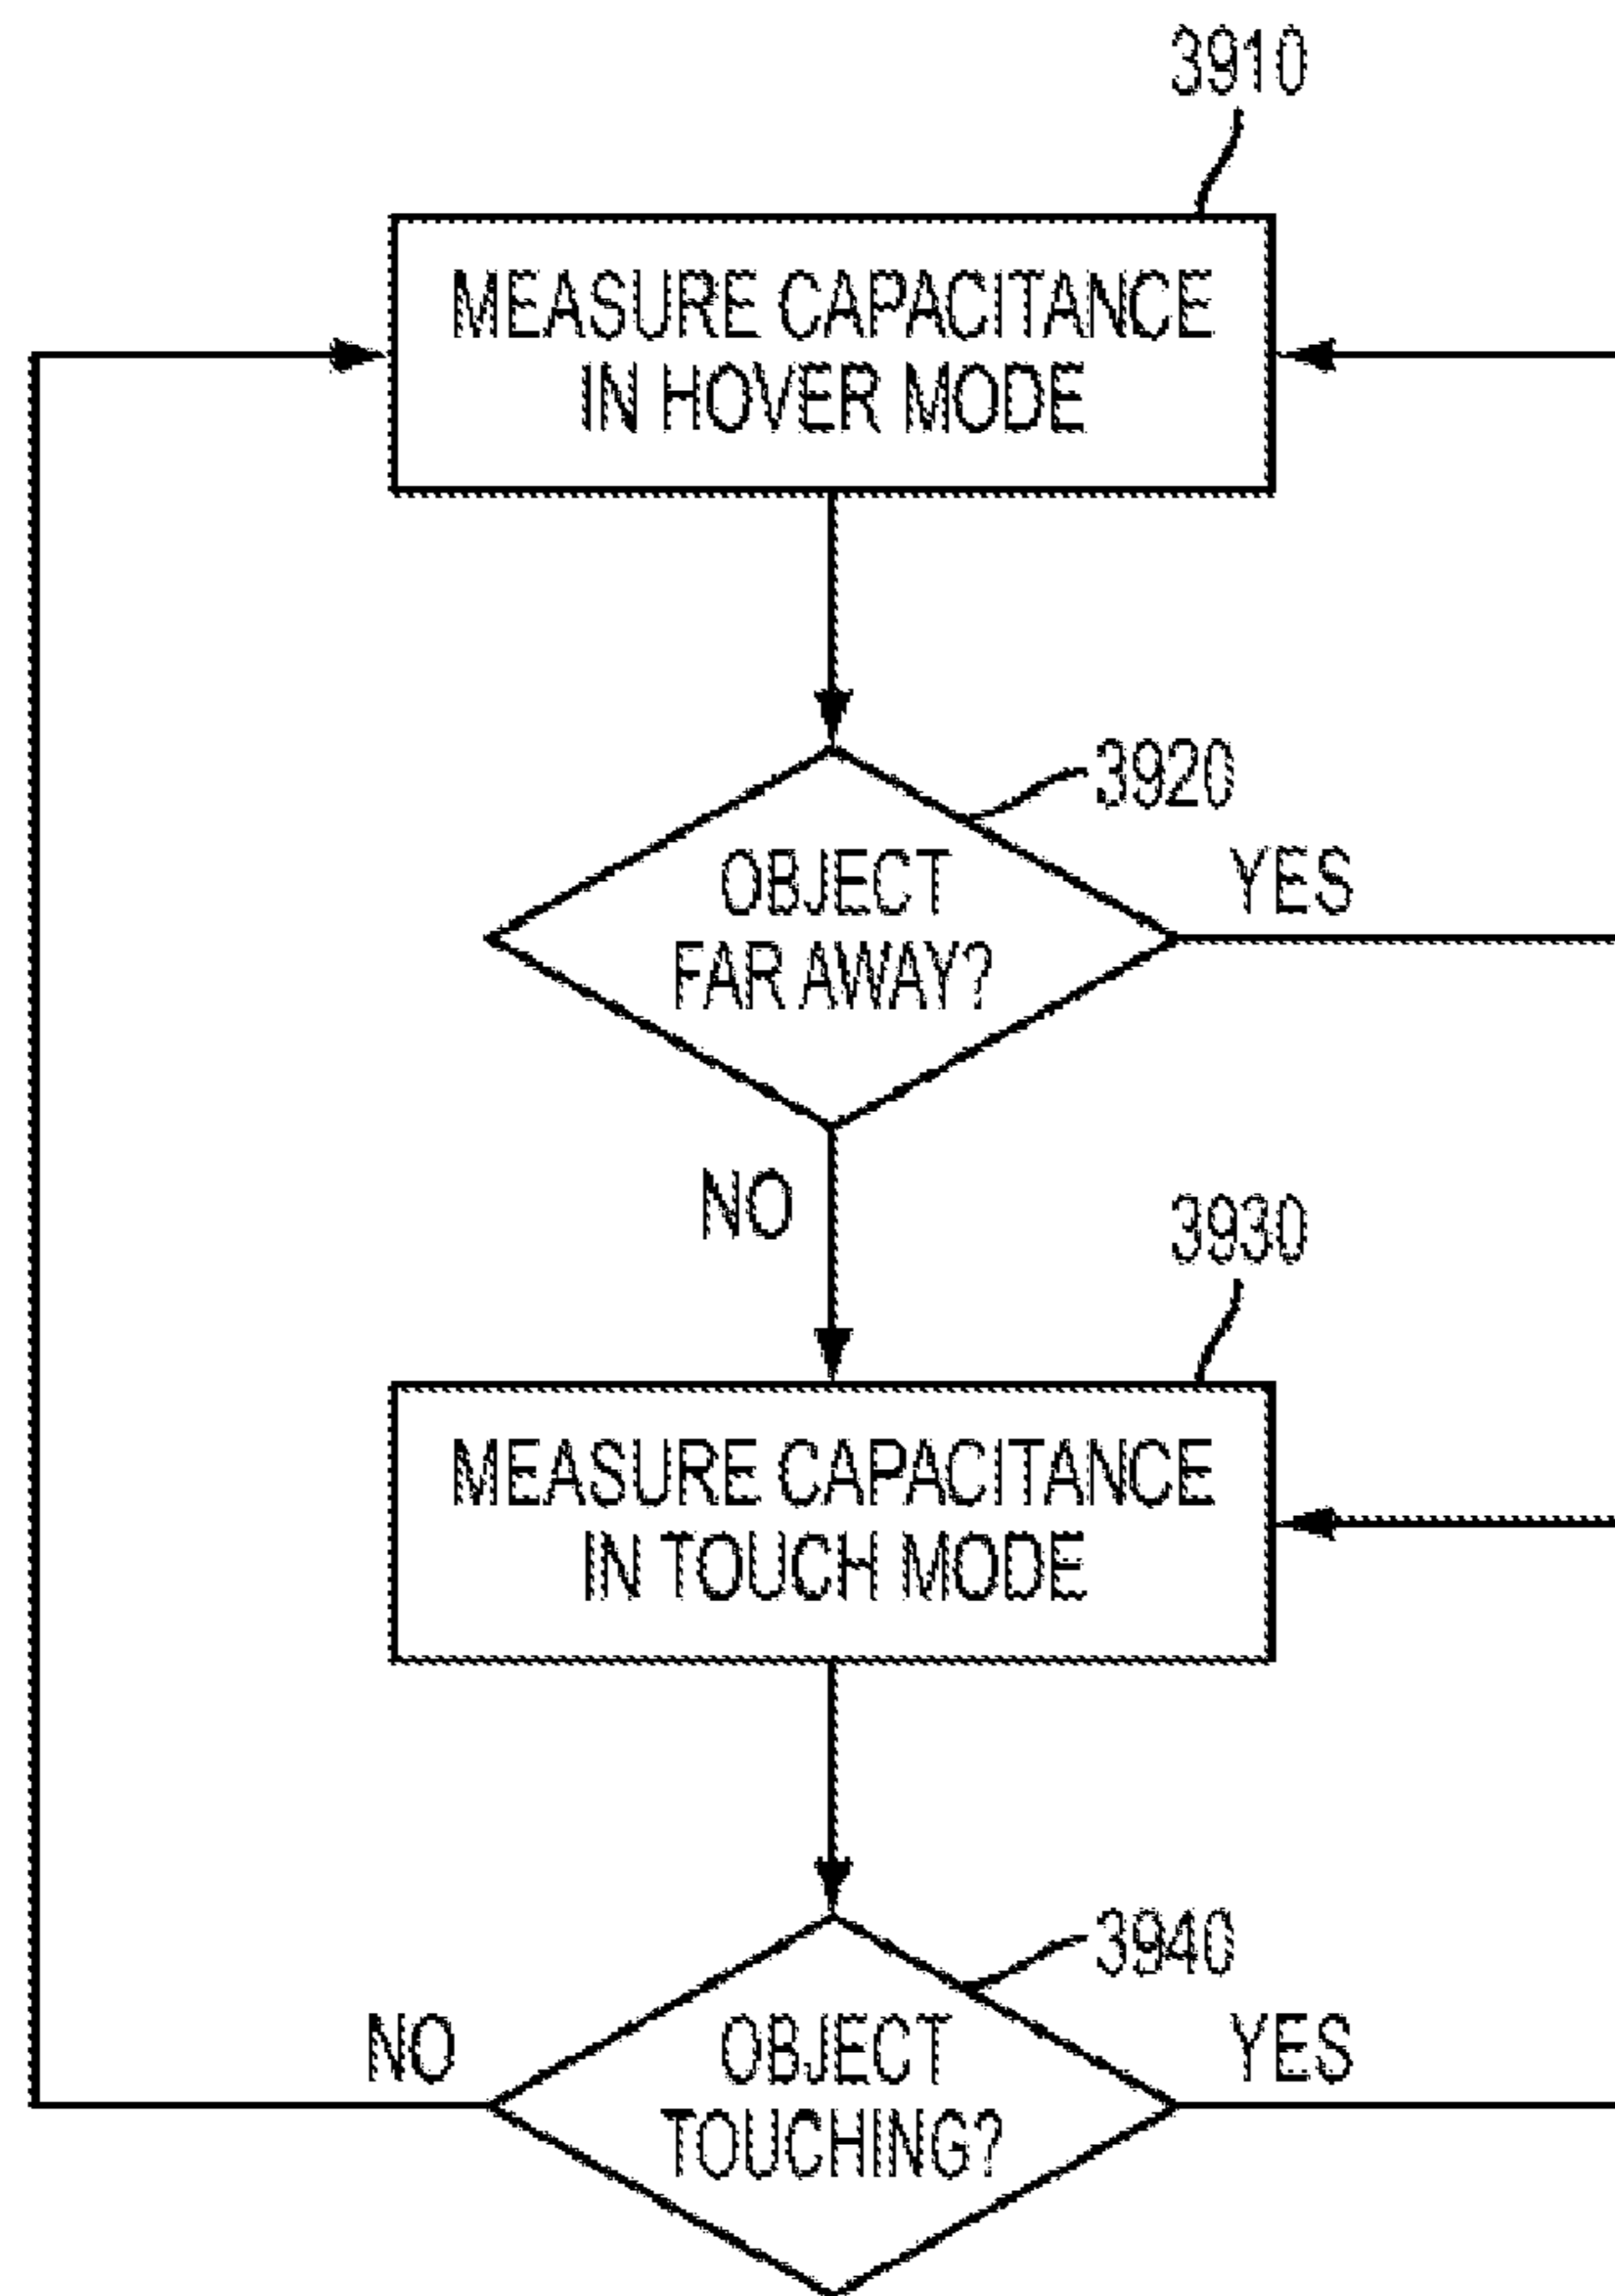 3910
MEASURE CAPACITANCE
IN HOVER MODE
3920
OBJECT
FAR AWAY?
YES
NO
3930
MEASURE CAPACITANCE
IN TOUCH MODE
3940
NO
OBJECT
TOUCHING?
YES